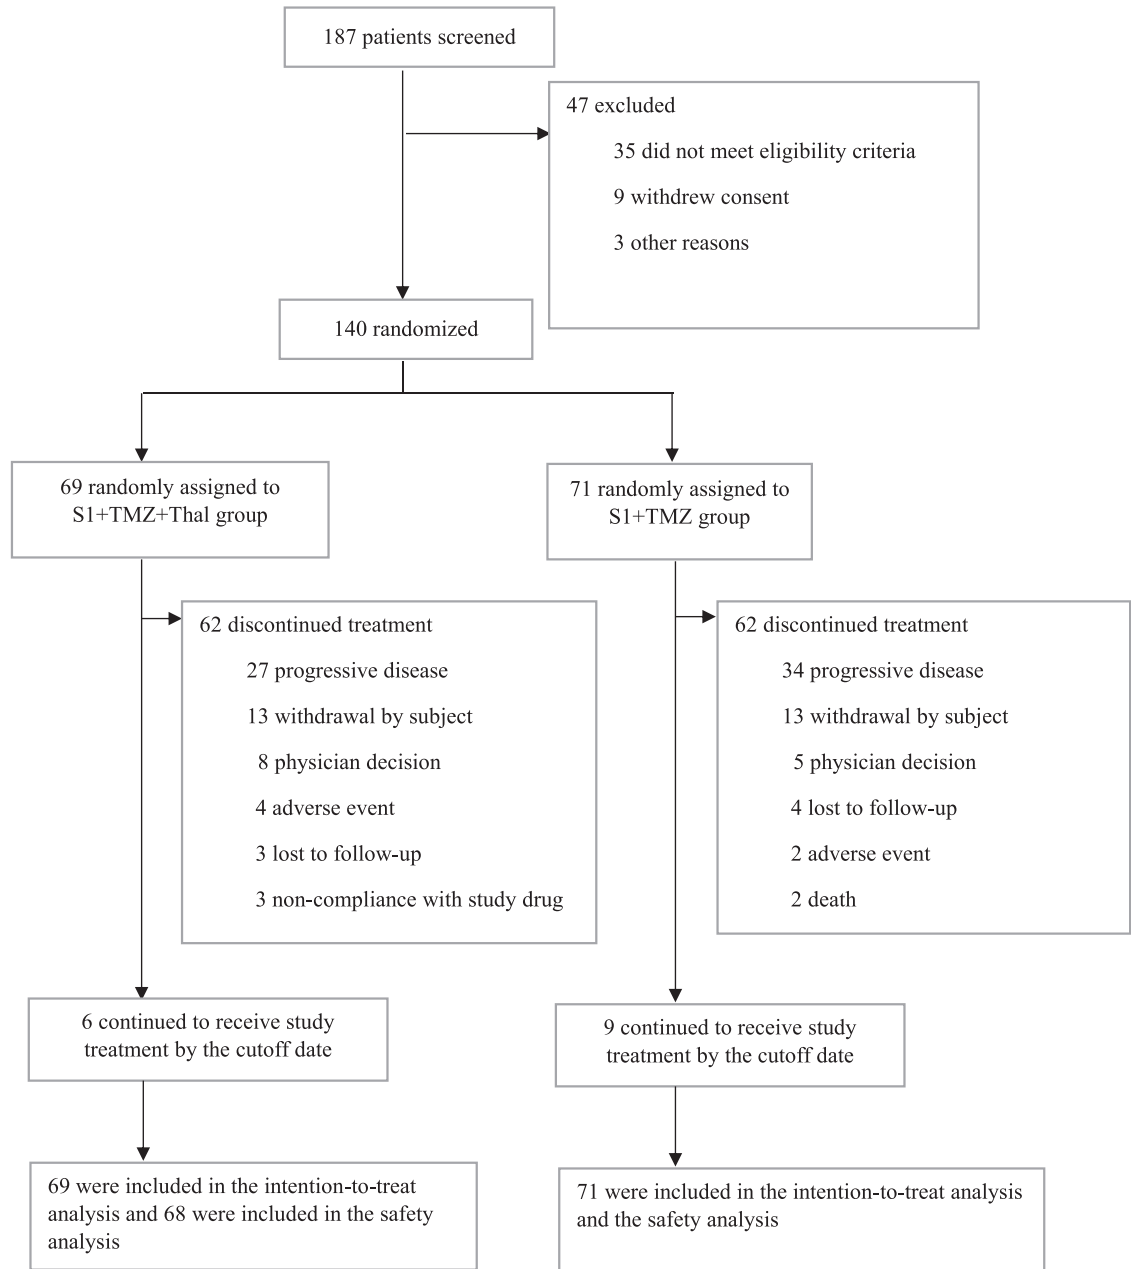 187 patients screened
47 excluded
35 did not meet eligibility criteria
9 withdrew consent
3 other reasons
140 randomized
69 randomly assigned to
S1+TMZ+Thal group
71 randomly assigned to
S1+TMZ group
62 discontinued treatment
27 progressive disease
13 withdrawal by subject
8 physician decision
4 adverse event
3 lost to follow-up
3 non-compliance with study drug
62 discontinued treatment
34 progressive disease
13 withdrawal by subject
5 physician decision
4 lost to follow-up
2 adverse event
2 death
6 continued to receive study
treatment by the cutoff date
9 continued to receive study
treatment by the cutoff date
69 were included in the intention-to-treat
analysis and 68 were included in the safety
analysis
71 were included in the intention-to-treat analysis
and the safety analysis